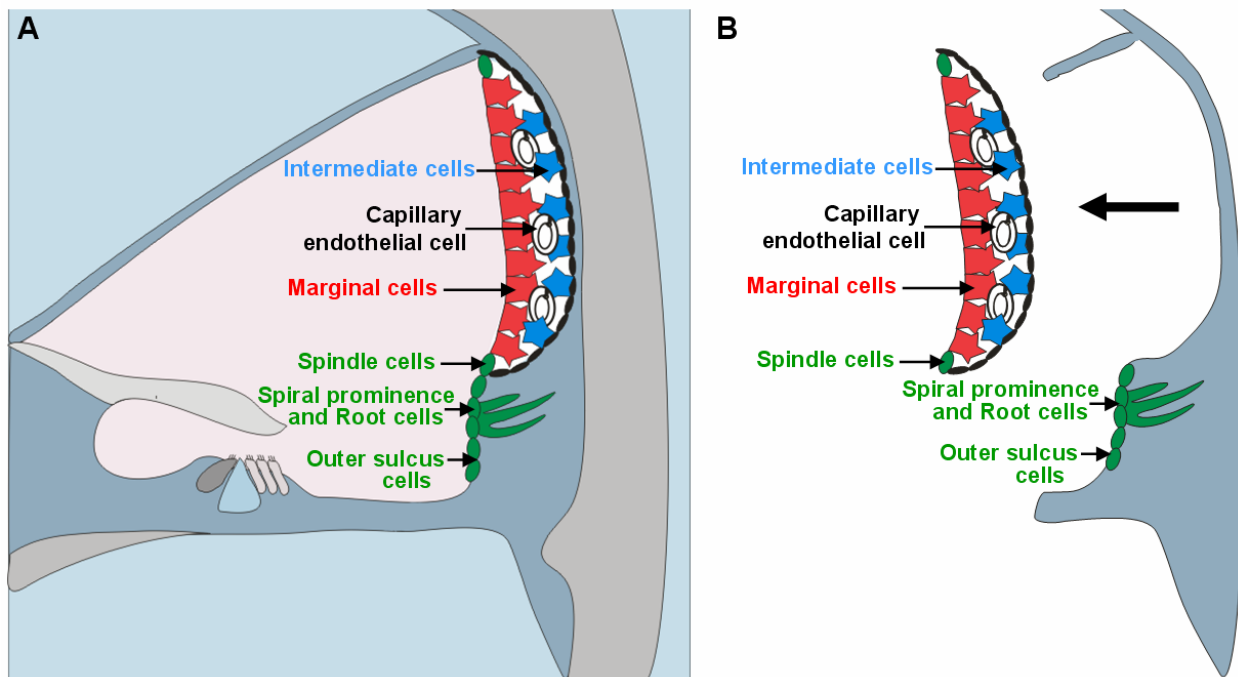 A
Intermediate cells
Capillary
endothelial cell
Marginal cells
Spindle cells
Spiral prominence
and Root cells
Outer sulcus
cells
B
Intermediate cells
Capillary
endothelial cell
Marginal cells
Spindle cells
Spiral prominence
and Root cells
Outer sulcus
cells